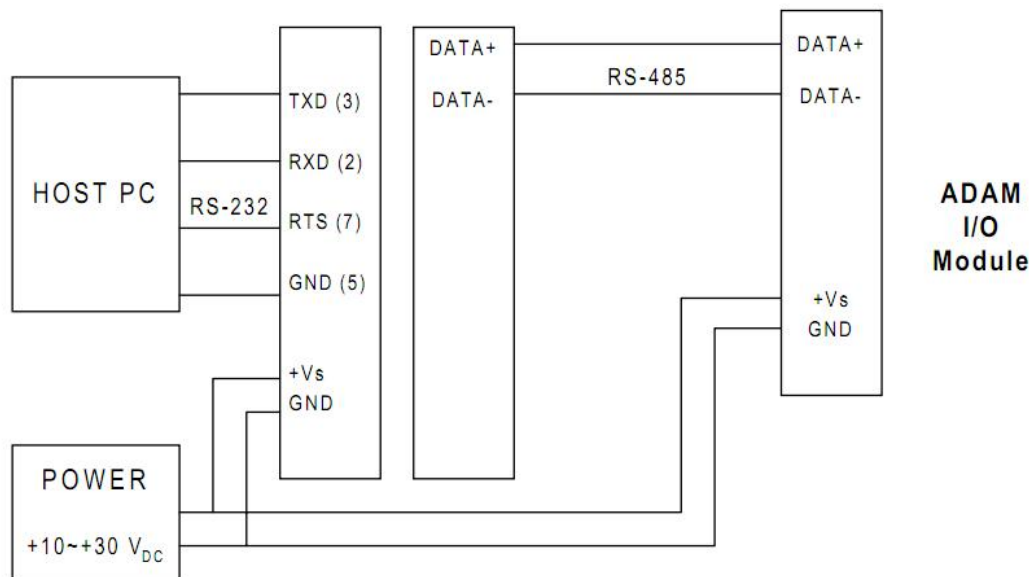 HOST PC
RS-232
TXD (3)
RXD (2)
RTS (7)
GND (5)
+Vs
GND
DATA+
DATA-
RS-485
DATA+
DATA-
+Vs
GND
ADAM
I/O
Module
POWER
+10~+30 VDC